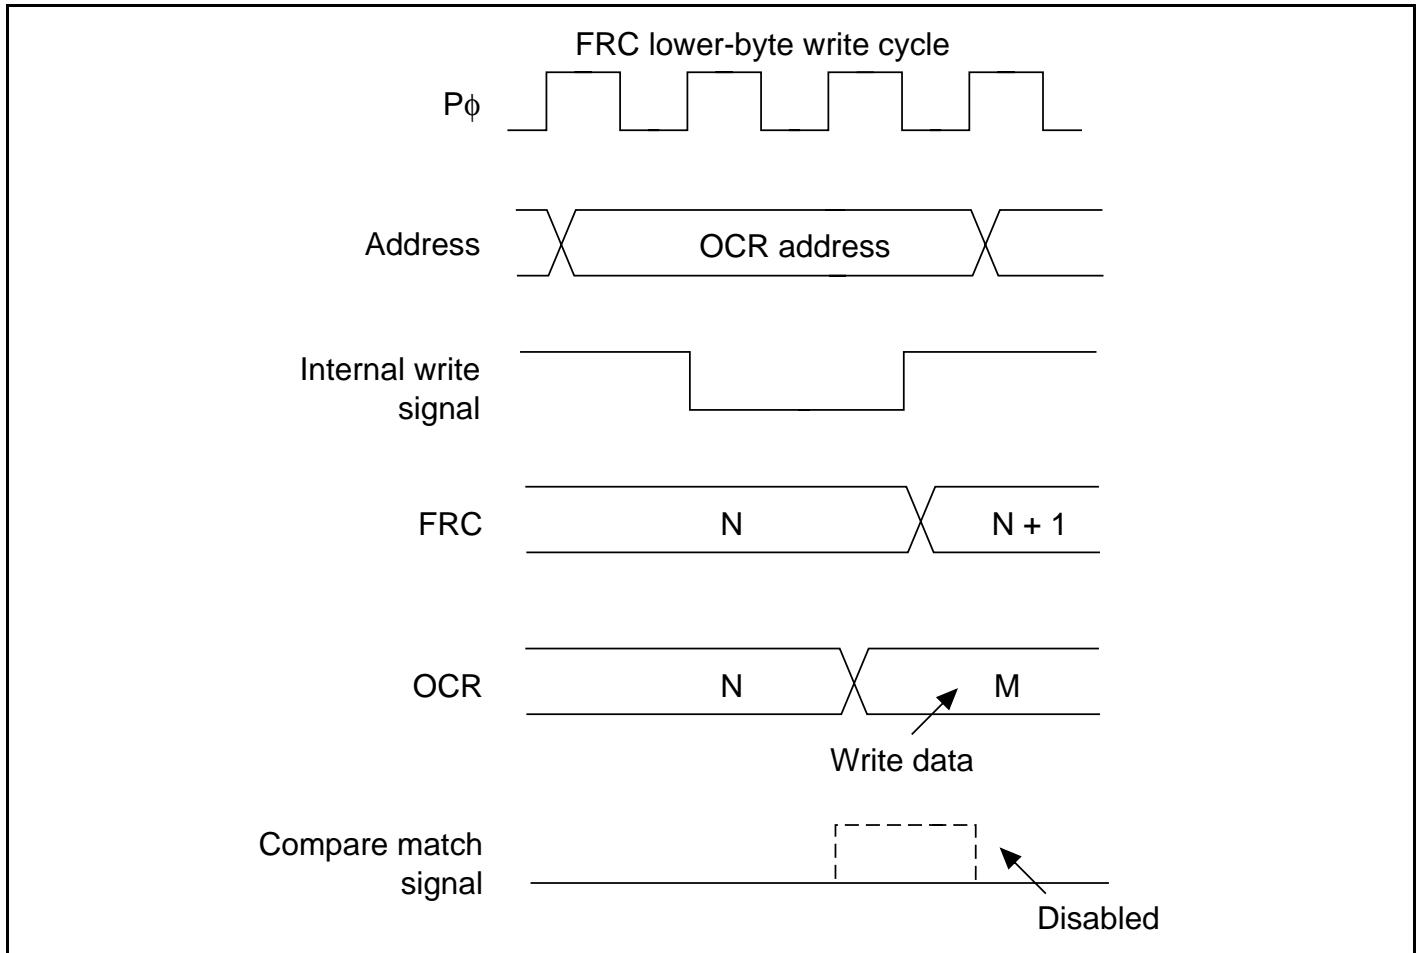 FRC lower-byte write cycle
Pϕ
Address
OCR address
Internal write
signal
FRC
N
N + 1
OCR
N
M
Write data
Compare match
signal
Disabled